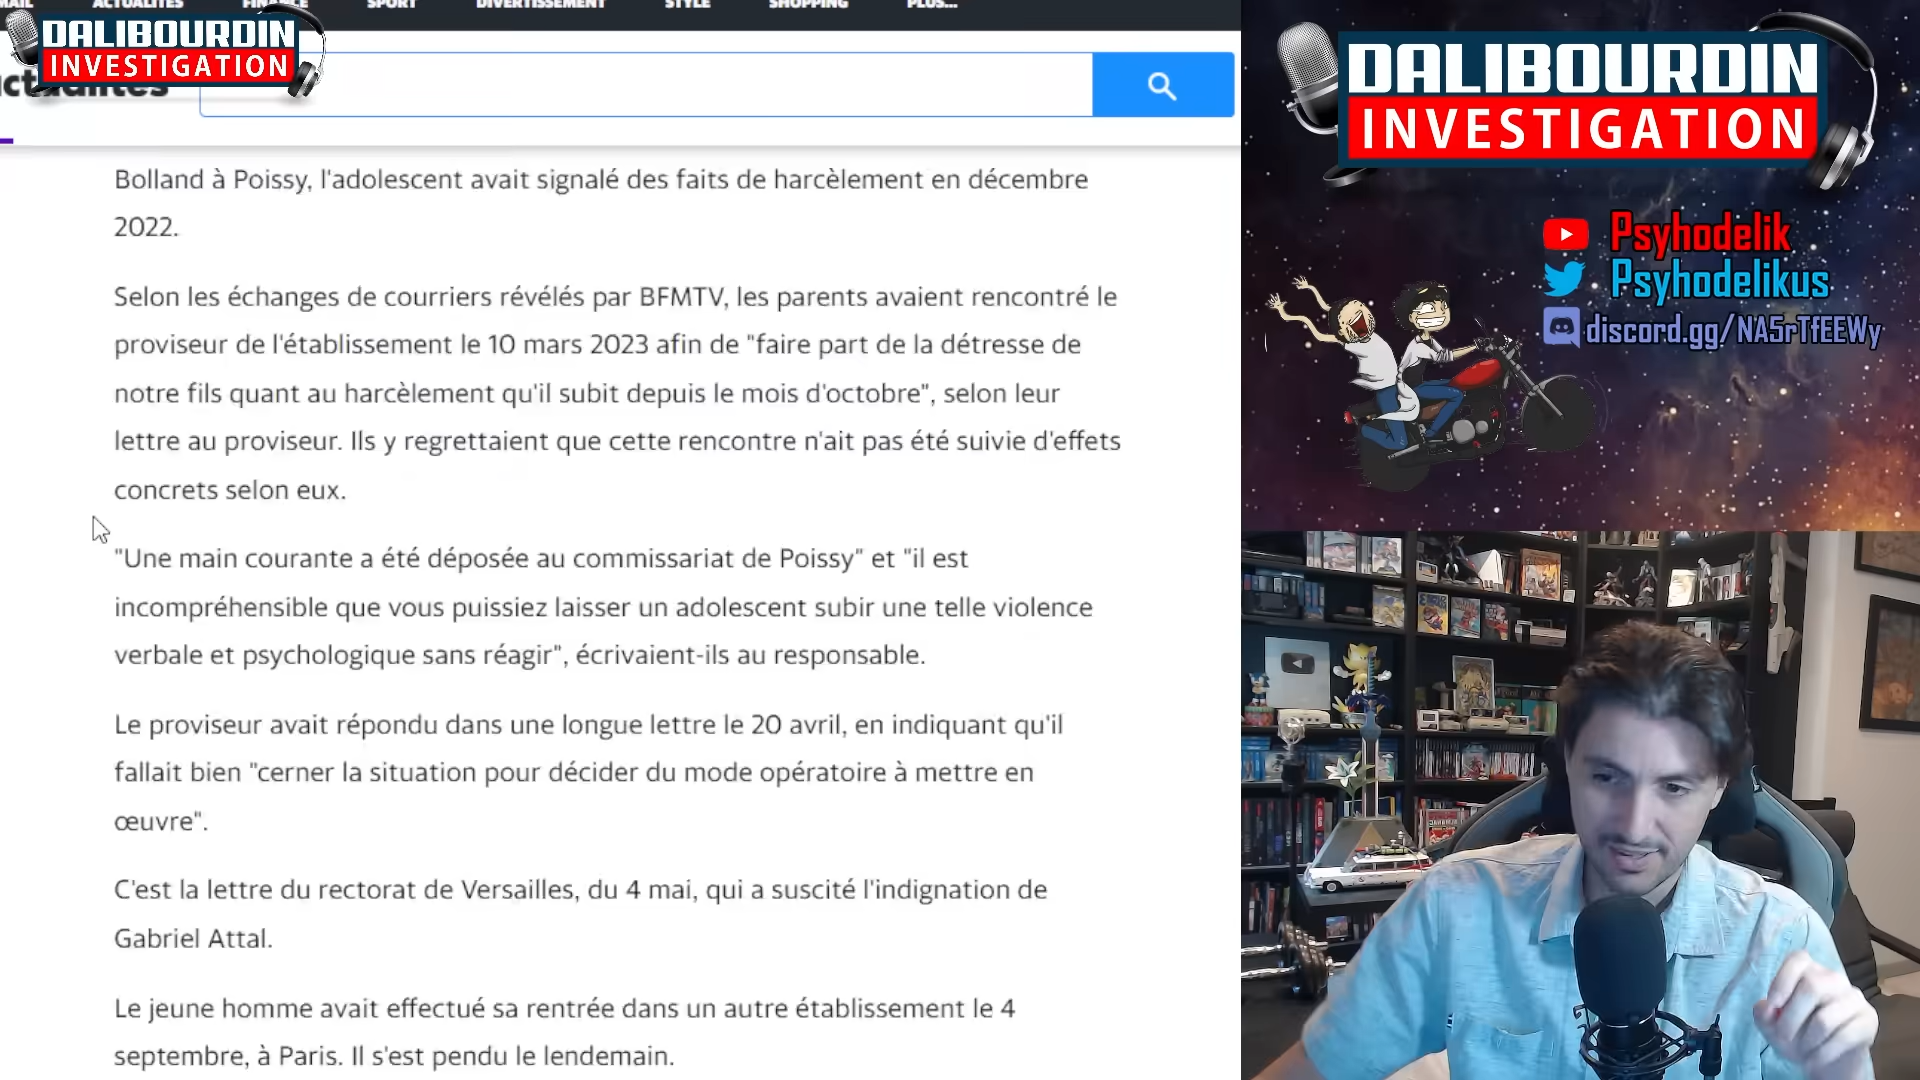 MAIL ACTUALITÉS FINANCE SPORT DIVERTISSEMENT STYLE SHOPPING PLUS...
DALIBOURDIN
INVESTIGATION
Bolland à Poissy, l'adolescent avait signalé des faits de harcèlement en décembre
2022.
Selon les échanges de courriers révélés par BFMTV, les parents avaient rencontré le
proviseur de l'établissement le 10 mars 2023 afin de "faire part de la détresse de
notre fils quant au harcèlement qu'il subit depuis le mois d'octobre", selon leur
lettre au proviseur. Ils y regrettaient que cette rencontre n'ait pas été suivie d'effets
concrets selon eux.
"Une main courante a été déposée au commissariat de Poissy" et "il est
incompréhensible que vous puissiez laisser un adolescent subir une telle violence
verbale et psychologique sans réagir", écrivaient-ils au responsable.
Le proviseur avait répondu dans une longue lettre le 20 avril, en indiquant qu'il
fallait bien "cerner la situation pour décider du mode opératoire à mettre en
œuvre".
C'est la lettre du rectorat de Versailles, du 4 mai, qui a suscité l'indignation de
Gabriel Attal.
Le jeune homme avait effectué sa rentrée dans un autre établissement le 4
septembre, à Paris. Il s'est pendu le lendemain.
DALIBOURDIN
INVESTIGATION
Psyhodelik
Psyhodelikus
discord.gg/NA5rTfEEWy